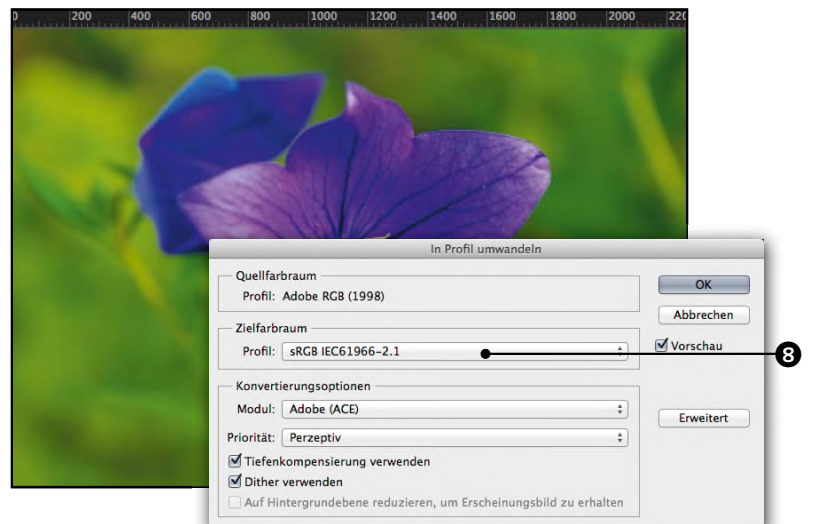 0 200 400 600 800 1000 1200 1400 1600 1800 2000 220
In Profil umwandeln
Quellfarbraum
Profil: Adobe RGB (1998)
OK
Abbrechen
Zielfarbraum
Profil: sRGB IEC61966-2.1
Vorschau
8
Konvertierungsoptionen
Modul: Adobe (ACE)
Erweitert
Priorität: Perzeptiv
Tiefenkompensierung verwenden
Dither verwenden
Auf Hintergrundebene reduzieren, um Erscheinungsbild zu erhalten